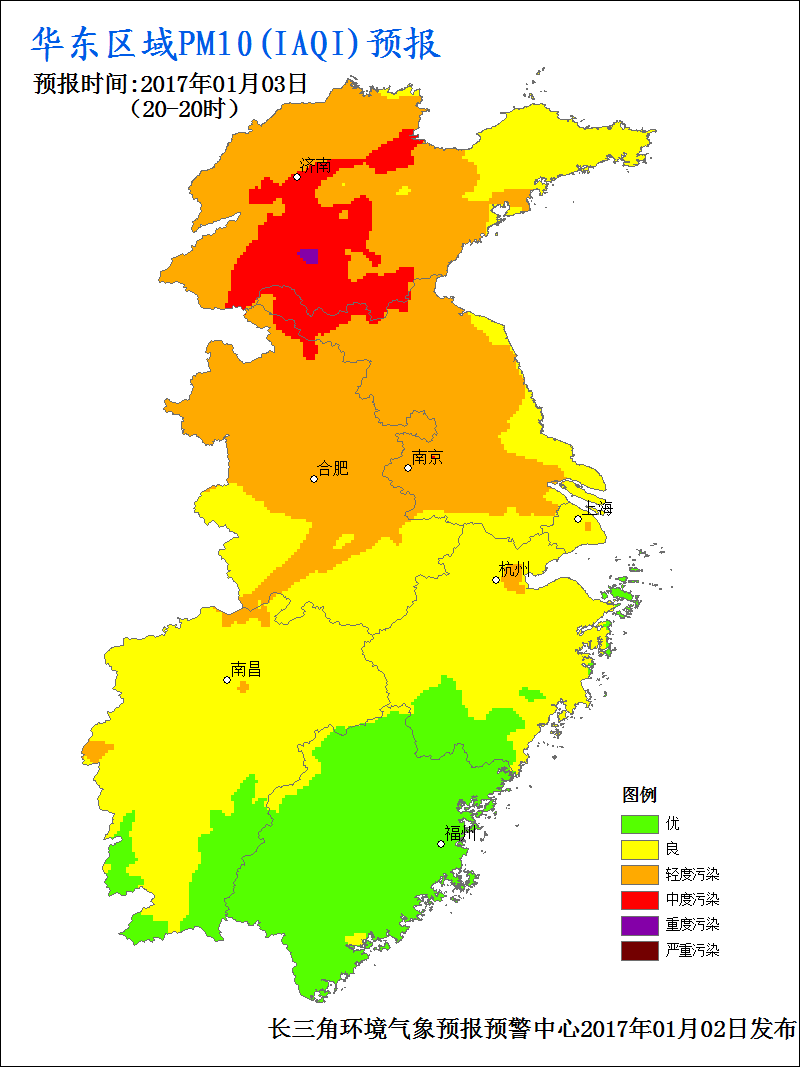 华东区域PM10(IAQI)预报
预报时间:2017年01月03日
（20-20时）
济南
合肥
南京
上海
杭州
南昌
福州
图例
优
良
轻度污染
中度污染
重度污染
严重污染
长三角环境气象预报预警中心2017年01月02日发布